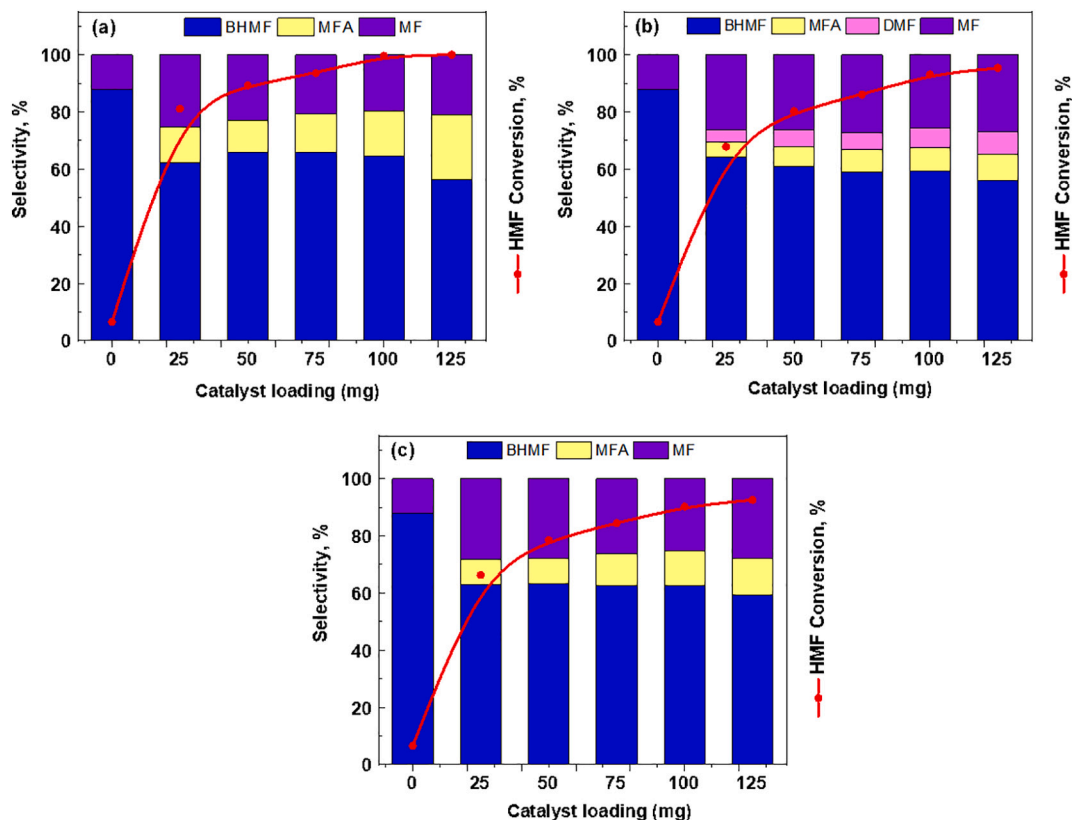 (a) BHMF MFA MF
100
80
60
40
20
0
Selectivity, %
HMF Conversion, %
0 25 50 75 100 125
Catalyst loading (mg)
(b) BHMF MFA DMF MF
100
80
60
40
20
0
Selectivity, %
HMF Conversion, %
0 25 50 75 100 125
Catalyst loading (mg)
(c) BHMF MFA MF
100
80
60
40
20
0
Selectivity, %
HMF Conversion, %
0 25 50 75 100 125
Catalyst loading (mg)